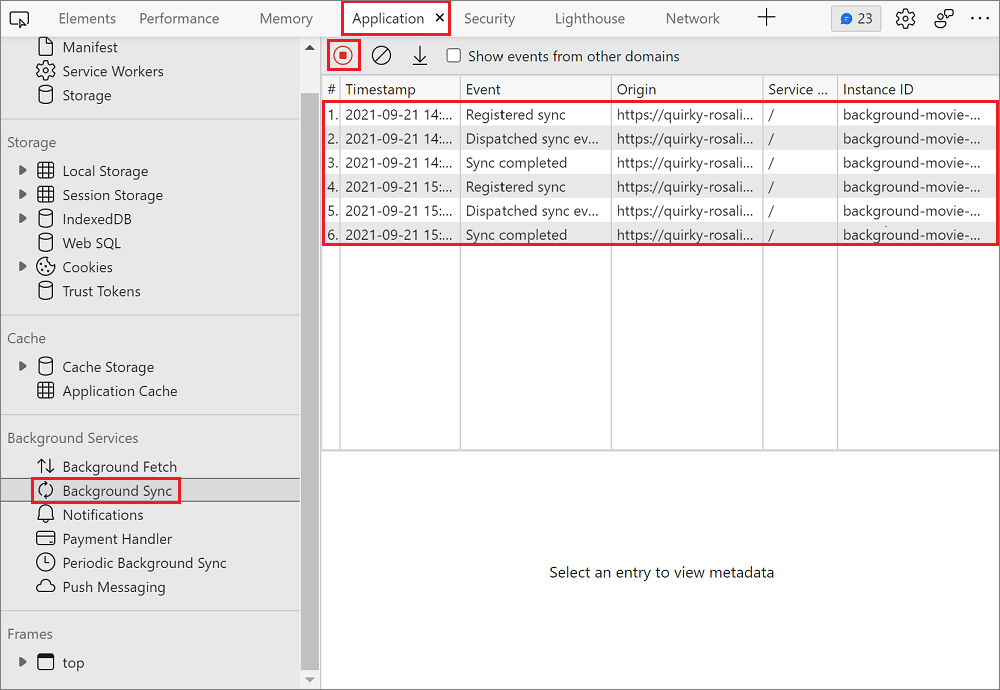 Elements Performance Memory Application Security Lighthouse Network 23
Manifest
Service Workers
Storage
Storage
Local Storage
Session Storage
IndexedDB
Web SQL
Cookies
Trust Tokens
Cache
Cache Storage
Application Cache
Background Services
Background Fetch
Background Sync
Notifications
Payment Handler
Periodic Background Sync
Push Messaging
Frames
top
Show events from other domains
# Timestamp Event Origin Service ... Instance ID
1. 2021-09-21 14:... Registered sync https://quirky-rosali... / background-movie-...
2. 2021-09-21 14:... Dispatched sync ev... https://quirky-rosali... / background-movie-...
3. 2021-09-21 14:... Sync completed https://quirky-rosali... / background-movie-...
4. 2021-09-21 15:... Registered sync https://quirky-rosali... / background-movie-...
5. 2021-09-21 15:... Dispatched sync ev... https://quirky-rosali... / background-movie-...
6. 2021-09-21 15:... Sync completed https://quirky-rosali... / background-movie-...
Select an entry to view metadata